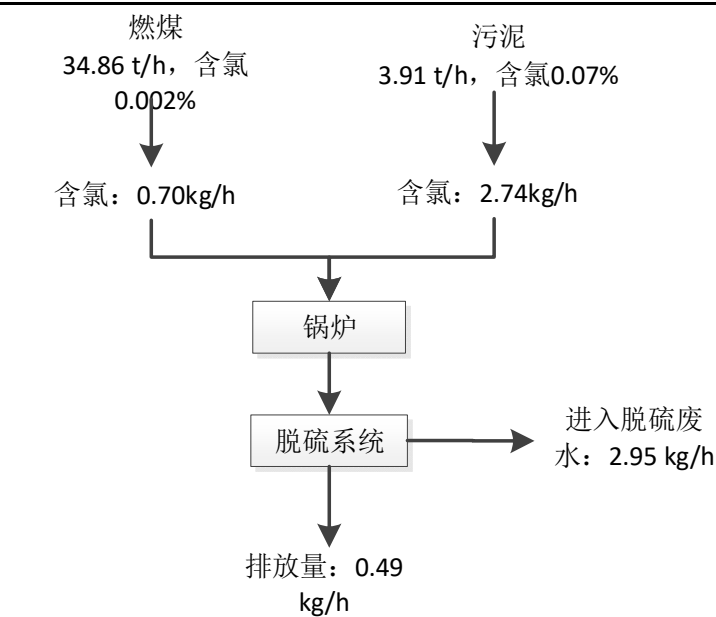 燃煤
34.86 t/h，含氯
0.002%
污泥
3.91 t/h，含氯0.07%
含氯：0.70kg/h
含氯：2.74kg/h
锅炉
脱硫系统
进入脱硫废
水：2.95 kg/h
排放量：0.49
kg/h